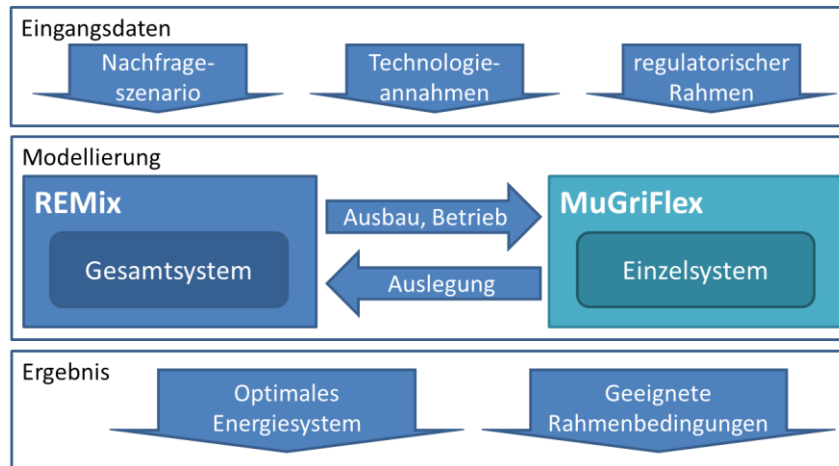 Eingangsdaten
Nachfrage-
szenario
Technologie-
annahmen
regulatorischer
Rahmen
Modellierung
REMix
Gesamtsystem
Ausbau, Betrieb
Auslegung
MuGriFlex
Einzelsystem
Ergebnis
Optimales
Energiesystem
Geeignete
Rahmenbedingungen